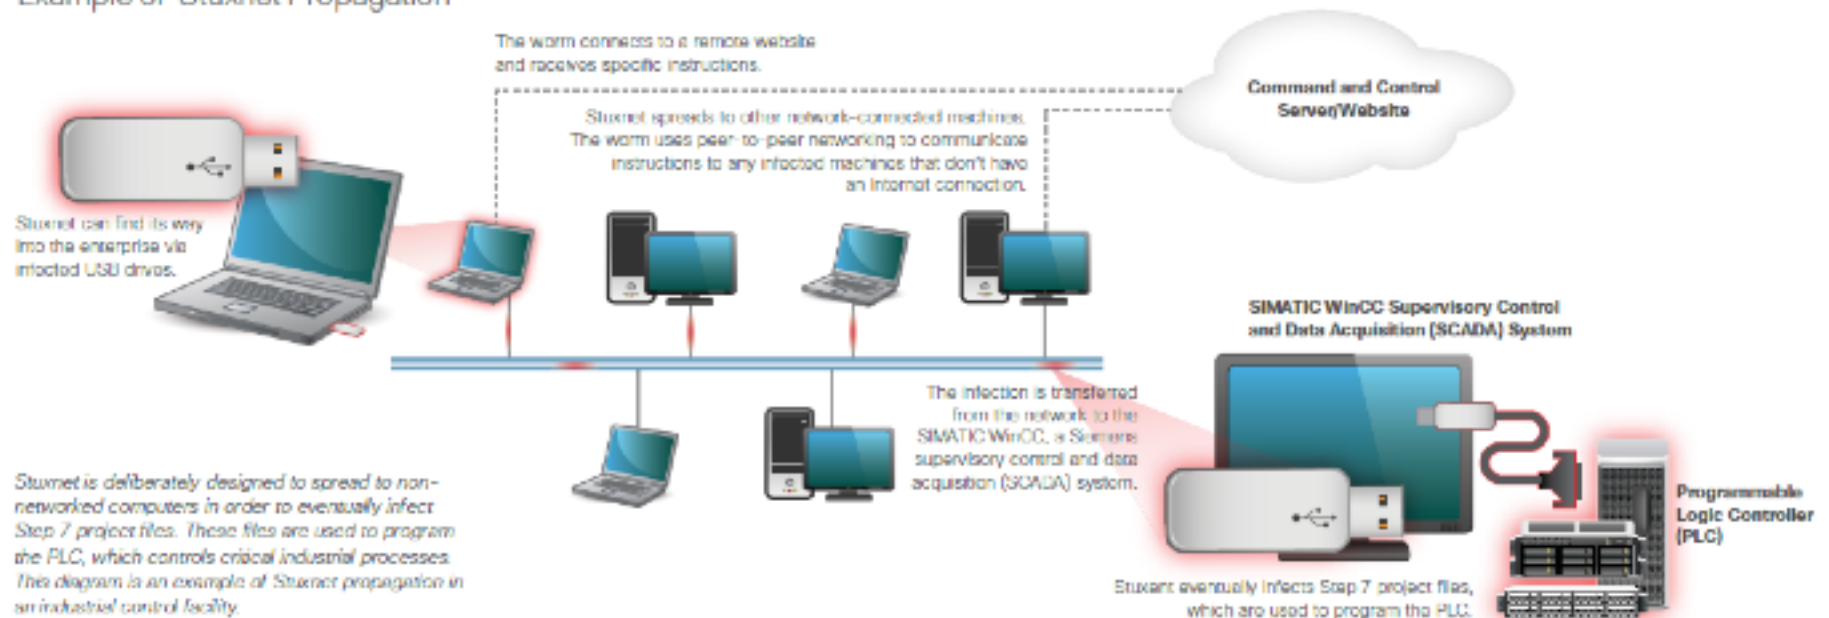 Example of Stuxnet Propagation
The worm connects to a remote website
and receives specific instructions.
Command and Control
Server/Website
Stuxnet spreads to other network-connected machines.
The worm uses peer-to-peer networking to communicate
instructions to any infected machines that don't have
an Internet connection.
Stuxnet can find its way
into the enterprise via
infected USB drives.
SIMATIC WinCC Supervisory Control
and Data Acquisition (SCADA) System
The infection is transferred
from the network to the
SIMATIC WinCC, a Siemens
supervisory control and data
acquisition (SCADA) system.
Stuxnet is deliberately designed to spread to non-
networked computers in order to eventually infect
Step 7 project files. These files are used to program
the PLC, which controls critical industrial processes.
This diagram is an example of Stuxnet propagation in
an industrial control facility.
Programmable
Logic Controller
(PLC)
Stuxent eventually infects Step 7 project files,
which are used to program the PLC.